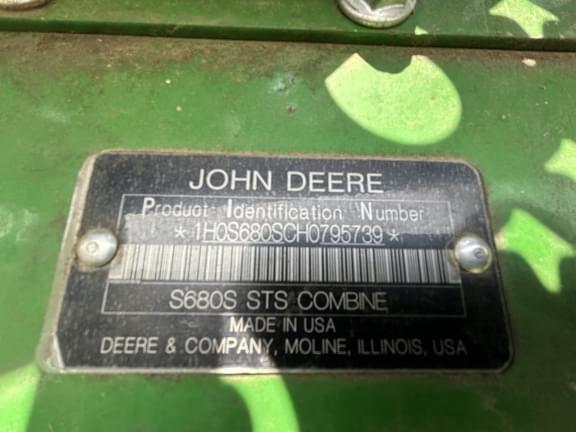 JOHN DEERE
Product Identification Number
*1H0S680SCH0795739*
S680S STS COMBINE
MADE IN USA
DEERE & COMPANY, MOLINE, ILLINOIS, USA